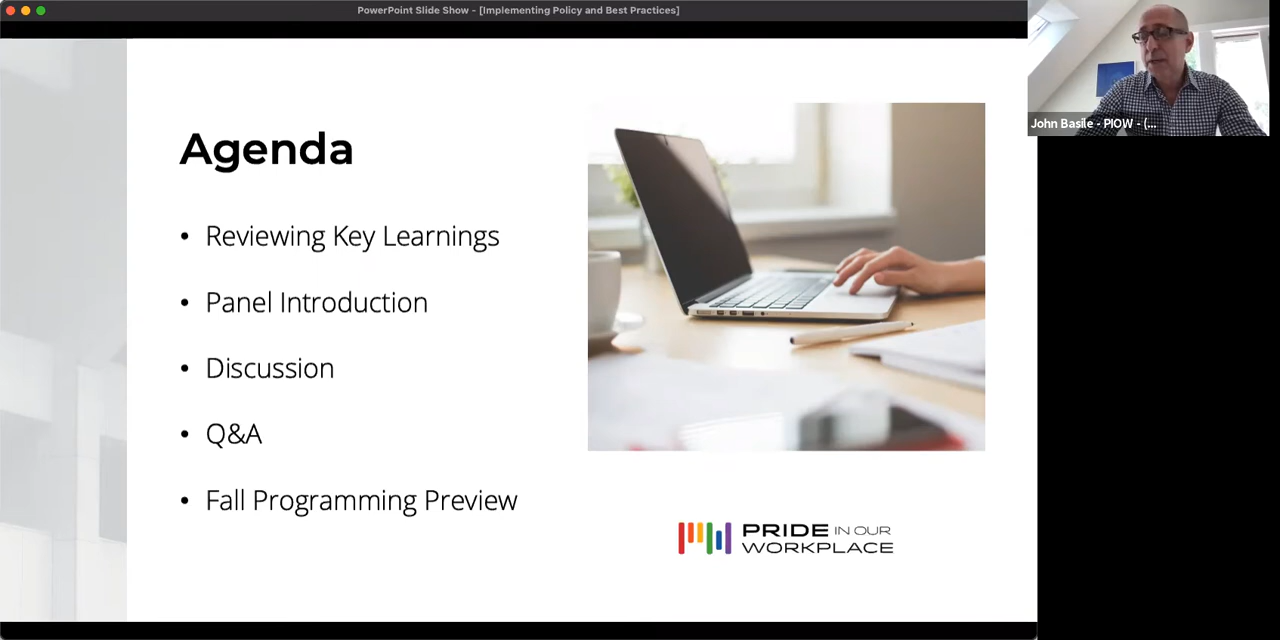 PowerPoint Slide Show - [Implementing Policy and Best Practices]
John Basile - PIOW - (...
Agenda
• Reviewing Key Learnings
• Panel Introduction
• Discussion
• Q&A
• Fall Programming Preview
PRIDE IN OUR
WORKPLACE